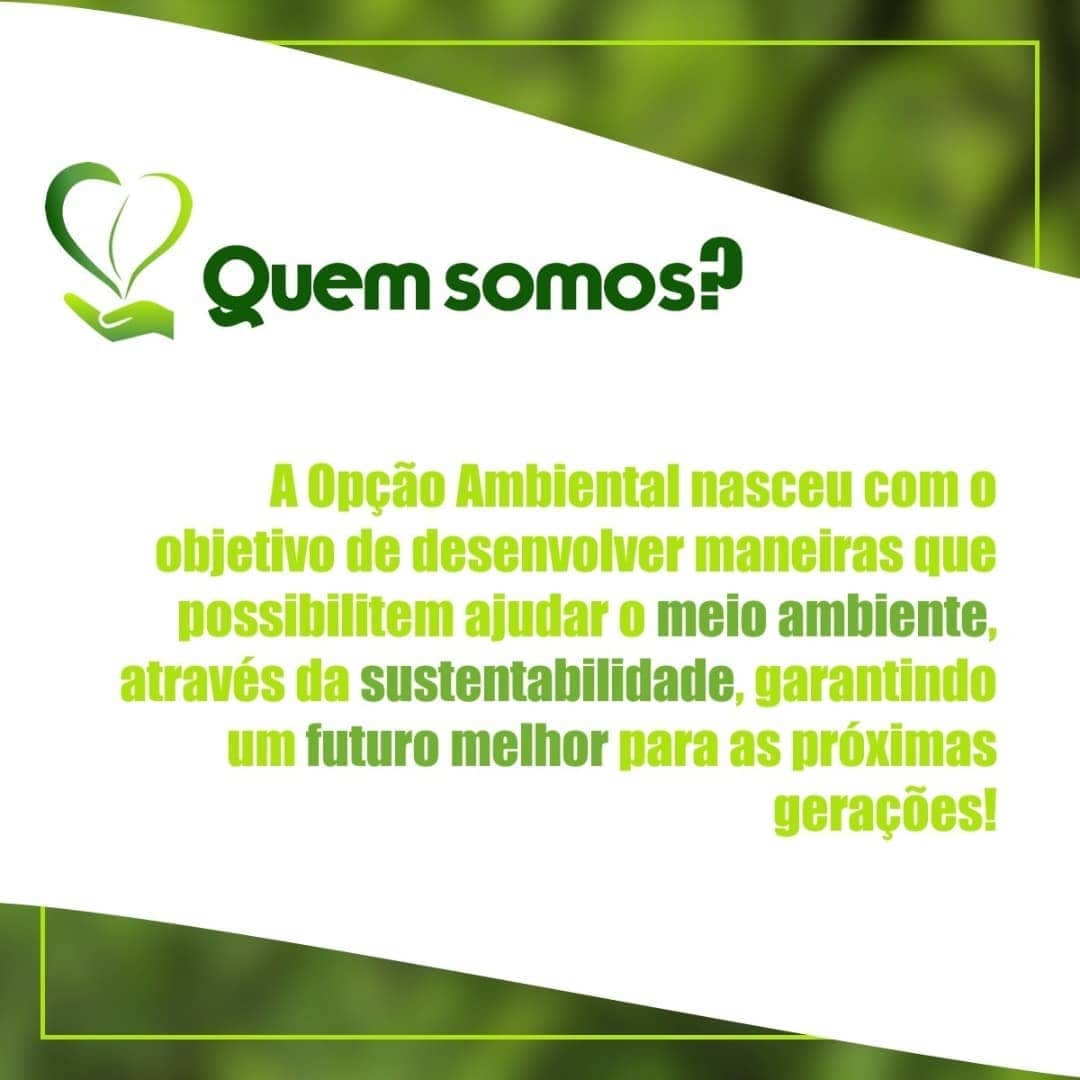 Quem somos?
A Opção Ambiental nasceu com o
objetivo de desenvolver maneiras que
possibilitem ajudar o meio ambiente,
através da sustentabilidade, garantindo
um futuro melhor para as próximas
gerações!